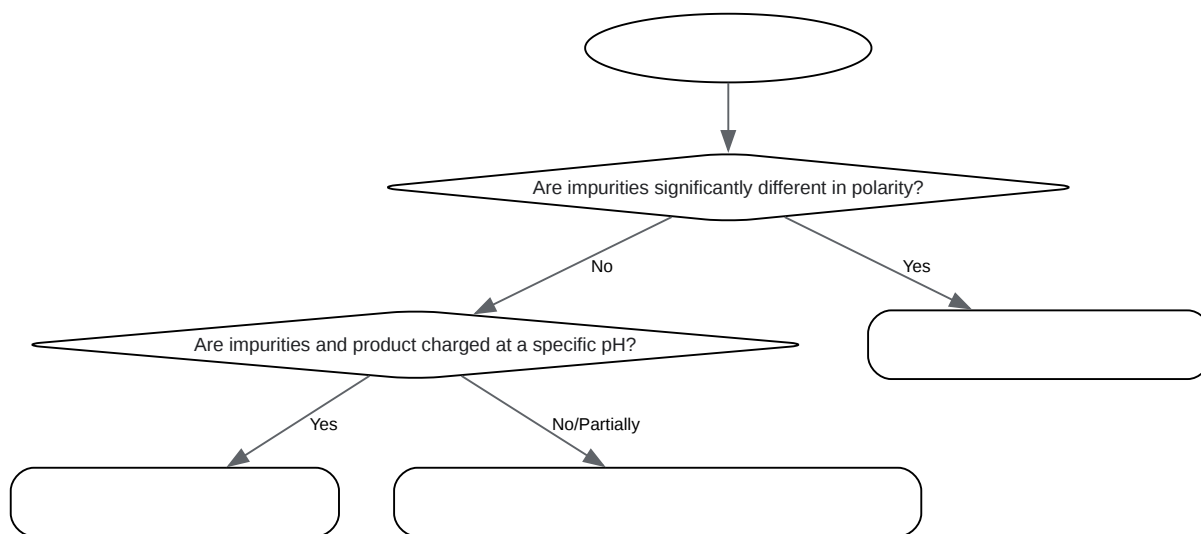 Are impurities significantly different in polarity?
No
Yes
Are impurities and product charged at a specific pH?
Yes
No/Partially